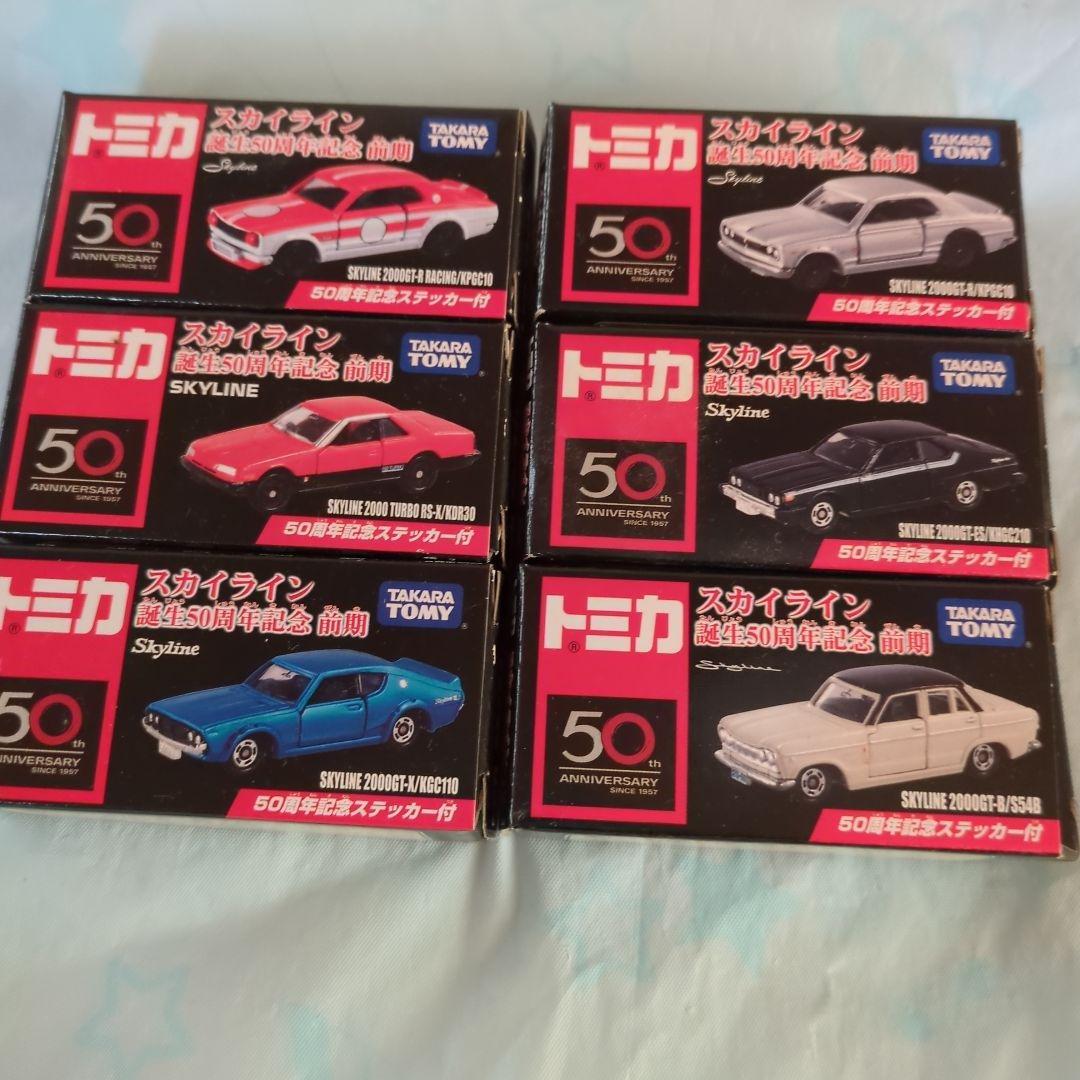 トミカ®
スカイライン
誕生50周年記念 前期
Skyline
TAKARA
TOMY
50th
ANNIVERSARY
SINCE 1957
SKYLINE 2000GT-R RACING/KPGC10
50周年記念ステッカー付
トミカ®
スカイライン
誕生50周年記念 前期
Skyline
TAKARA
TOMY
50th
ANNIVERSARY
SINCE 1957
SKYLINE 2000GT-R/KPGC10
50周年記念ステッカー付
トミカ®
スカイライン
誕生50周年記念 前期
SKYLINE
TAKARA
TOMY
50th
ANNIVERSARY
SINCE 1957
SKYLINE 2000 TURBO RS-X/KDR30
50周年記念ステッカー付
トミカ®
スカイライン
誕生50周年記念 前期
Skyline
TAKARA
TOMY
50th
ANNIVERSARY
SINCE 1957
SKYLINE 2000GT-ES/KHGC210
50周年記念ステッカー付
トミカ®
スカイライン
誕生50周年記念 前期
Skyline
TAKARA
TOMY
50th
ANNIVERSARY
SINCE 1957
SKYLINE 2000GT-X/KGC110
50周年記念ステッカー付
トミカ®
スカイライン
誕生50周年記念 前期
Skyline
TAKARA
TOMY
50th
ANNIVERSARY
SINCE 1957
SKYLINE 2000GT-B/S54B
50周年記念ステッカー付